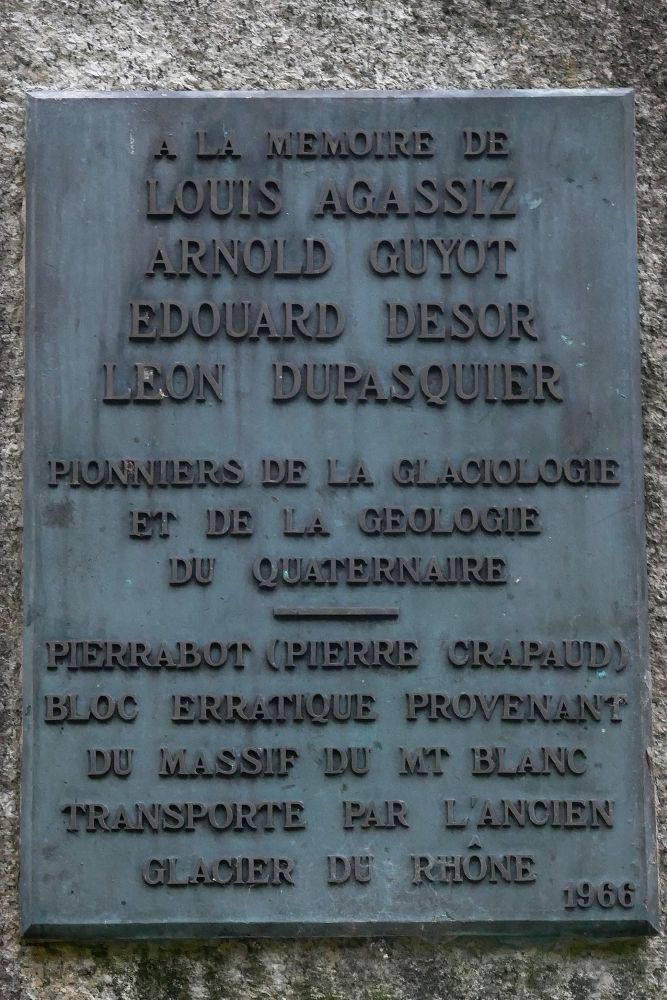 A LA MEMOIRE DE
LOUIS AGASSIZ
ARNOLD GUYOT
EDOUARD DESOR
LEON DUPASQUIER
PIONNIERS DE LA GLACIOLOGIE
ET DE LA GEOLOGIE
DU QUATERNAIRE
PIERRABOT (PIERRE CRAPAUD)
BLOC ERRATIQUE PROVENANT
DU MASSIF DU MT BLANC
TRANSPORTE PAR L'ANCIEN
GLACIER DU RHÔNE
1966